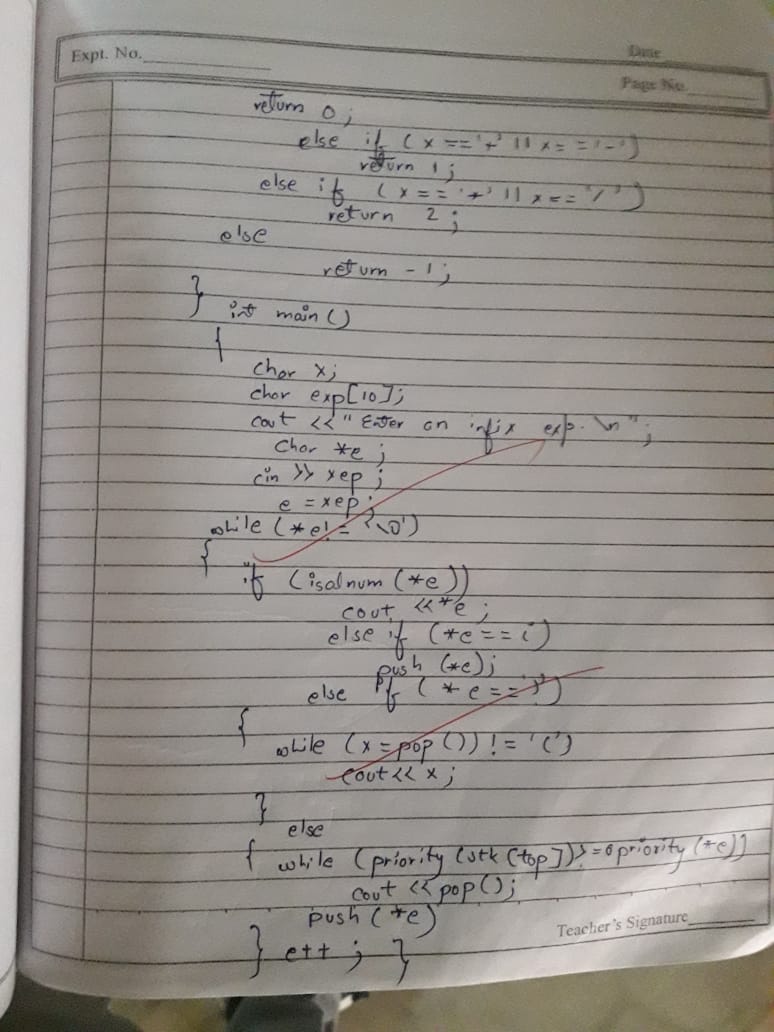 Expt. No.
Date
Page No.
return 0;
else if (x=='+' || x=='-')
return 1;
else if (x=='*' || x=='/')
return 2;
else
return -1;
}
int main()
{
char x;
char exp[10];
cout << "Enter an infix exp. \n";
char *e;
cin >> xep;
e = xep;
while (*e! = '\0')
{
if (isalnum (*e))
cout <<*e;
else if (*e == i)
push (*e);
else if ( *e ==')')
{
while (x=pop ()) != '(')
cout<< x;
}
else
{ while (priority (stk [top])>= priority (*e)]
cout << pop();
push (*e)
} e++ ; }
Teacher's Signature